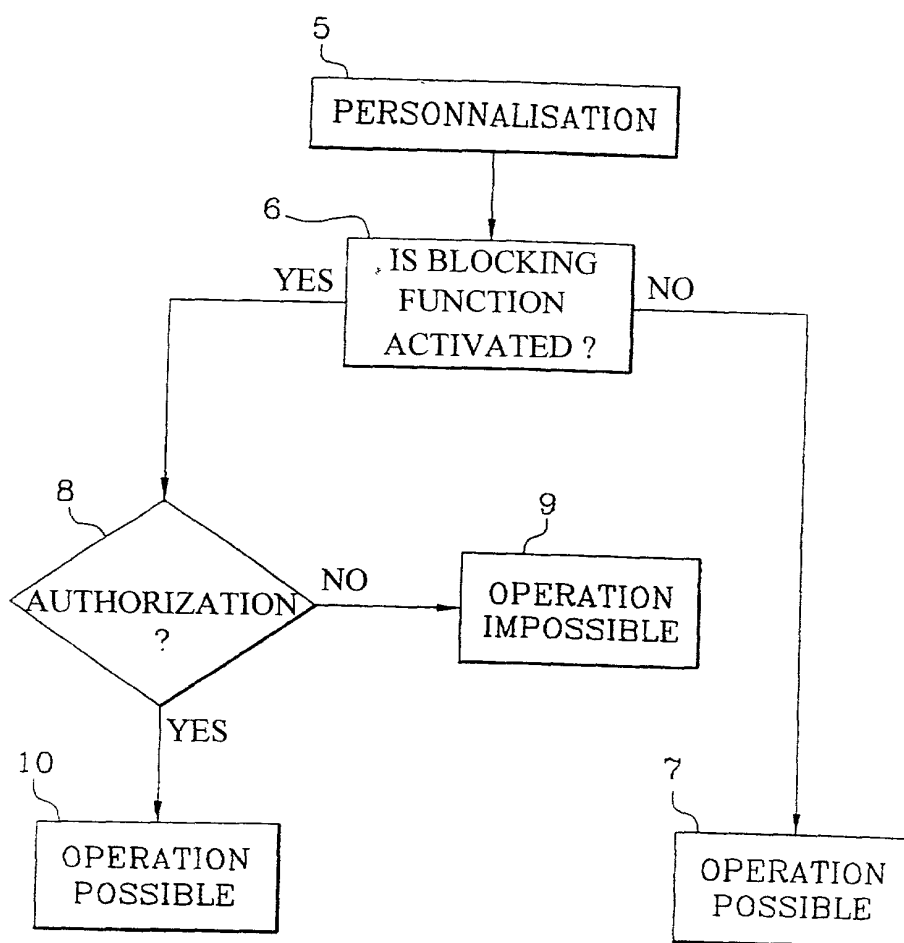 5
PERSONNALISATION
6
IS BLOCKING
FUNCTION
ACTIVATED ?
YES
NO
8
AUTHORIZATION
?
NO
9
OPERATION
IMPOSSIBLE
YES
10
OPERATION
POSSIBLE
7
OPERATION
POSSIBLE